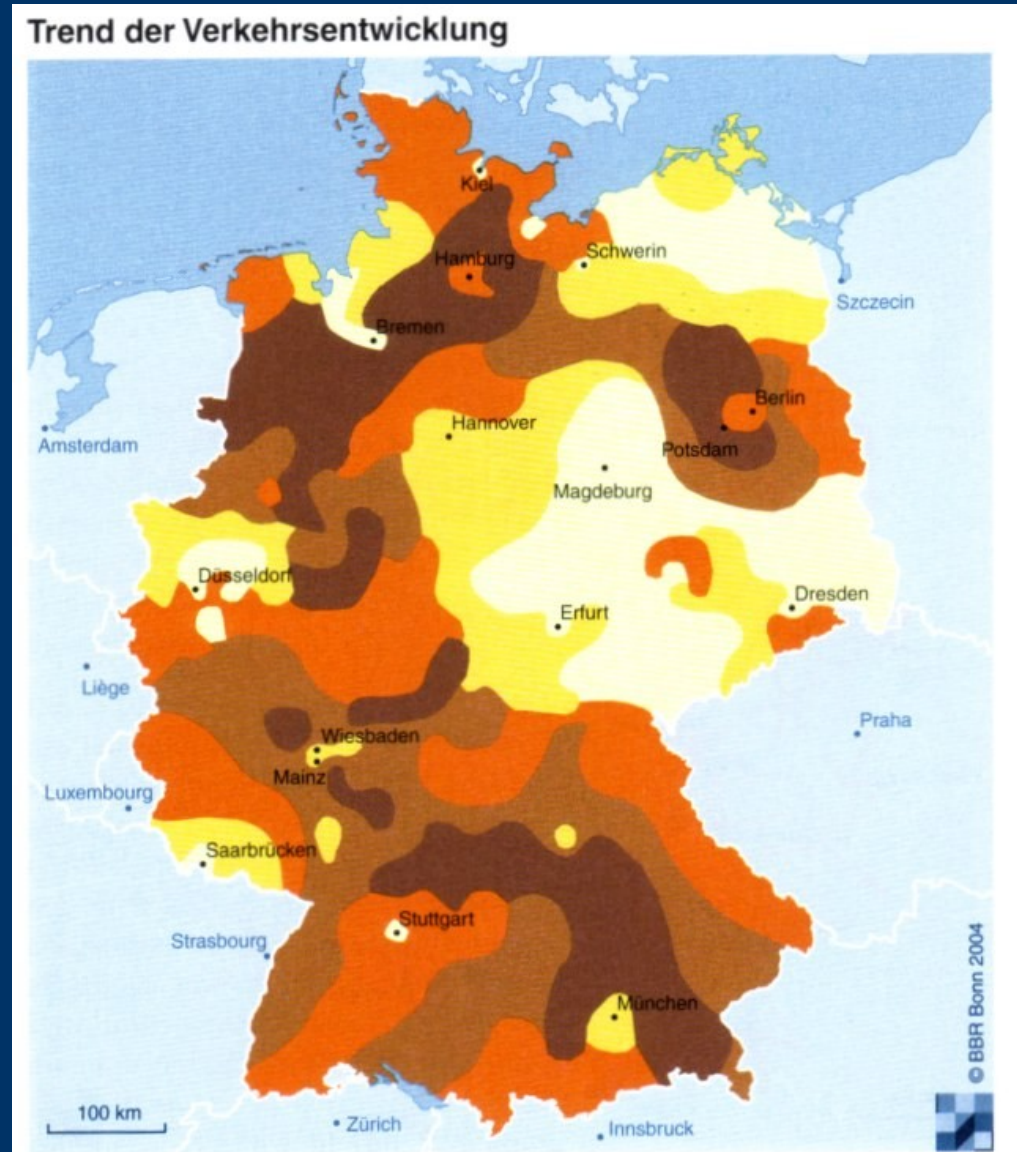 Trend der Verkehrsentwicklung
Kiel
Schwerin
Hamburg
Szczecin
Bremen
Berlin
Hannover
Amsterdam
Potsdam
Magdeburg
Düsseldorf
Dresden
Erfurt
Liège
Praha
Wiesbaden
Mainz
Luxembourg
Saarbrücken
Stuttgart
Strasbourg
München
© BBR Bonn 2004
100 km
Zürich
Innsbruck